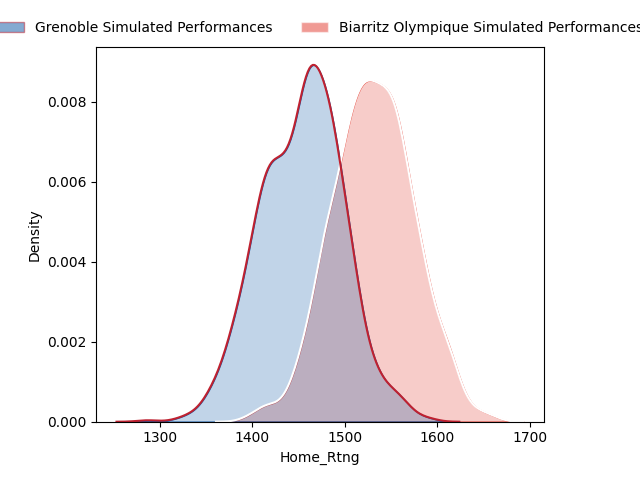 Grenoble Simulated Performances
Biarritz Olympique Simulated Performances
0.008
0.006
0.004
0.002
0.000
Density
1300 1400 1500 1600 1700
Home_Rtng